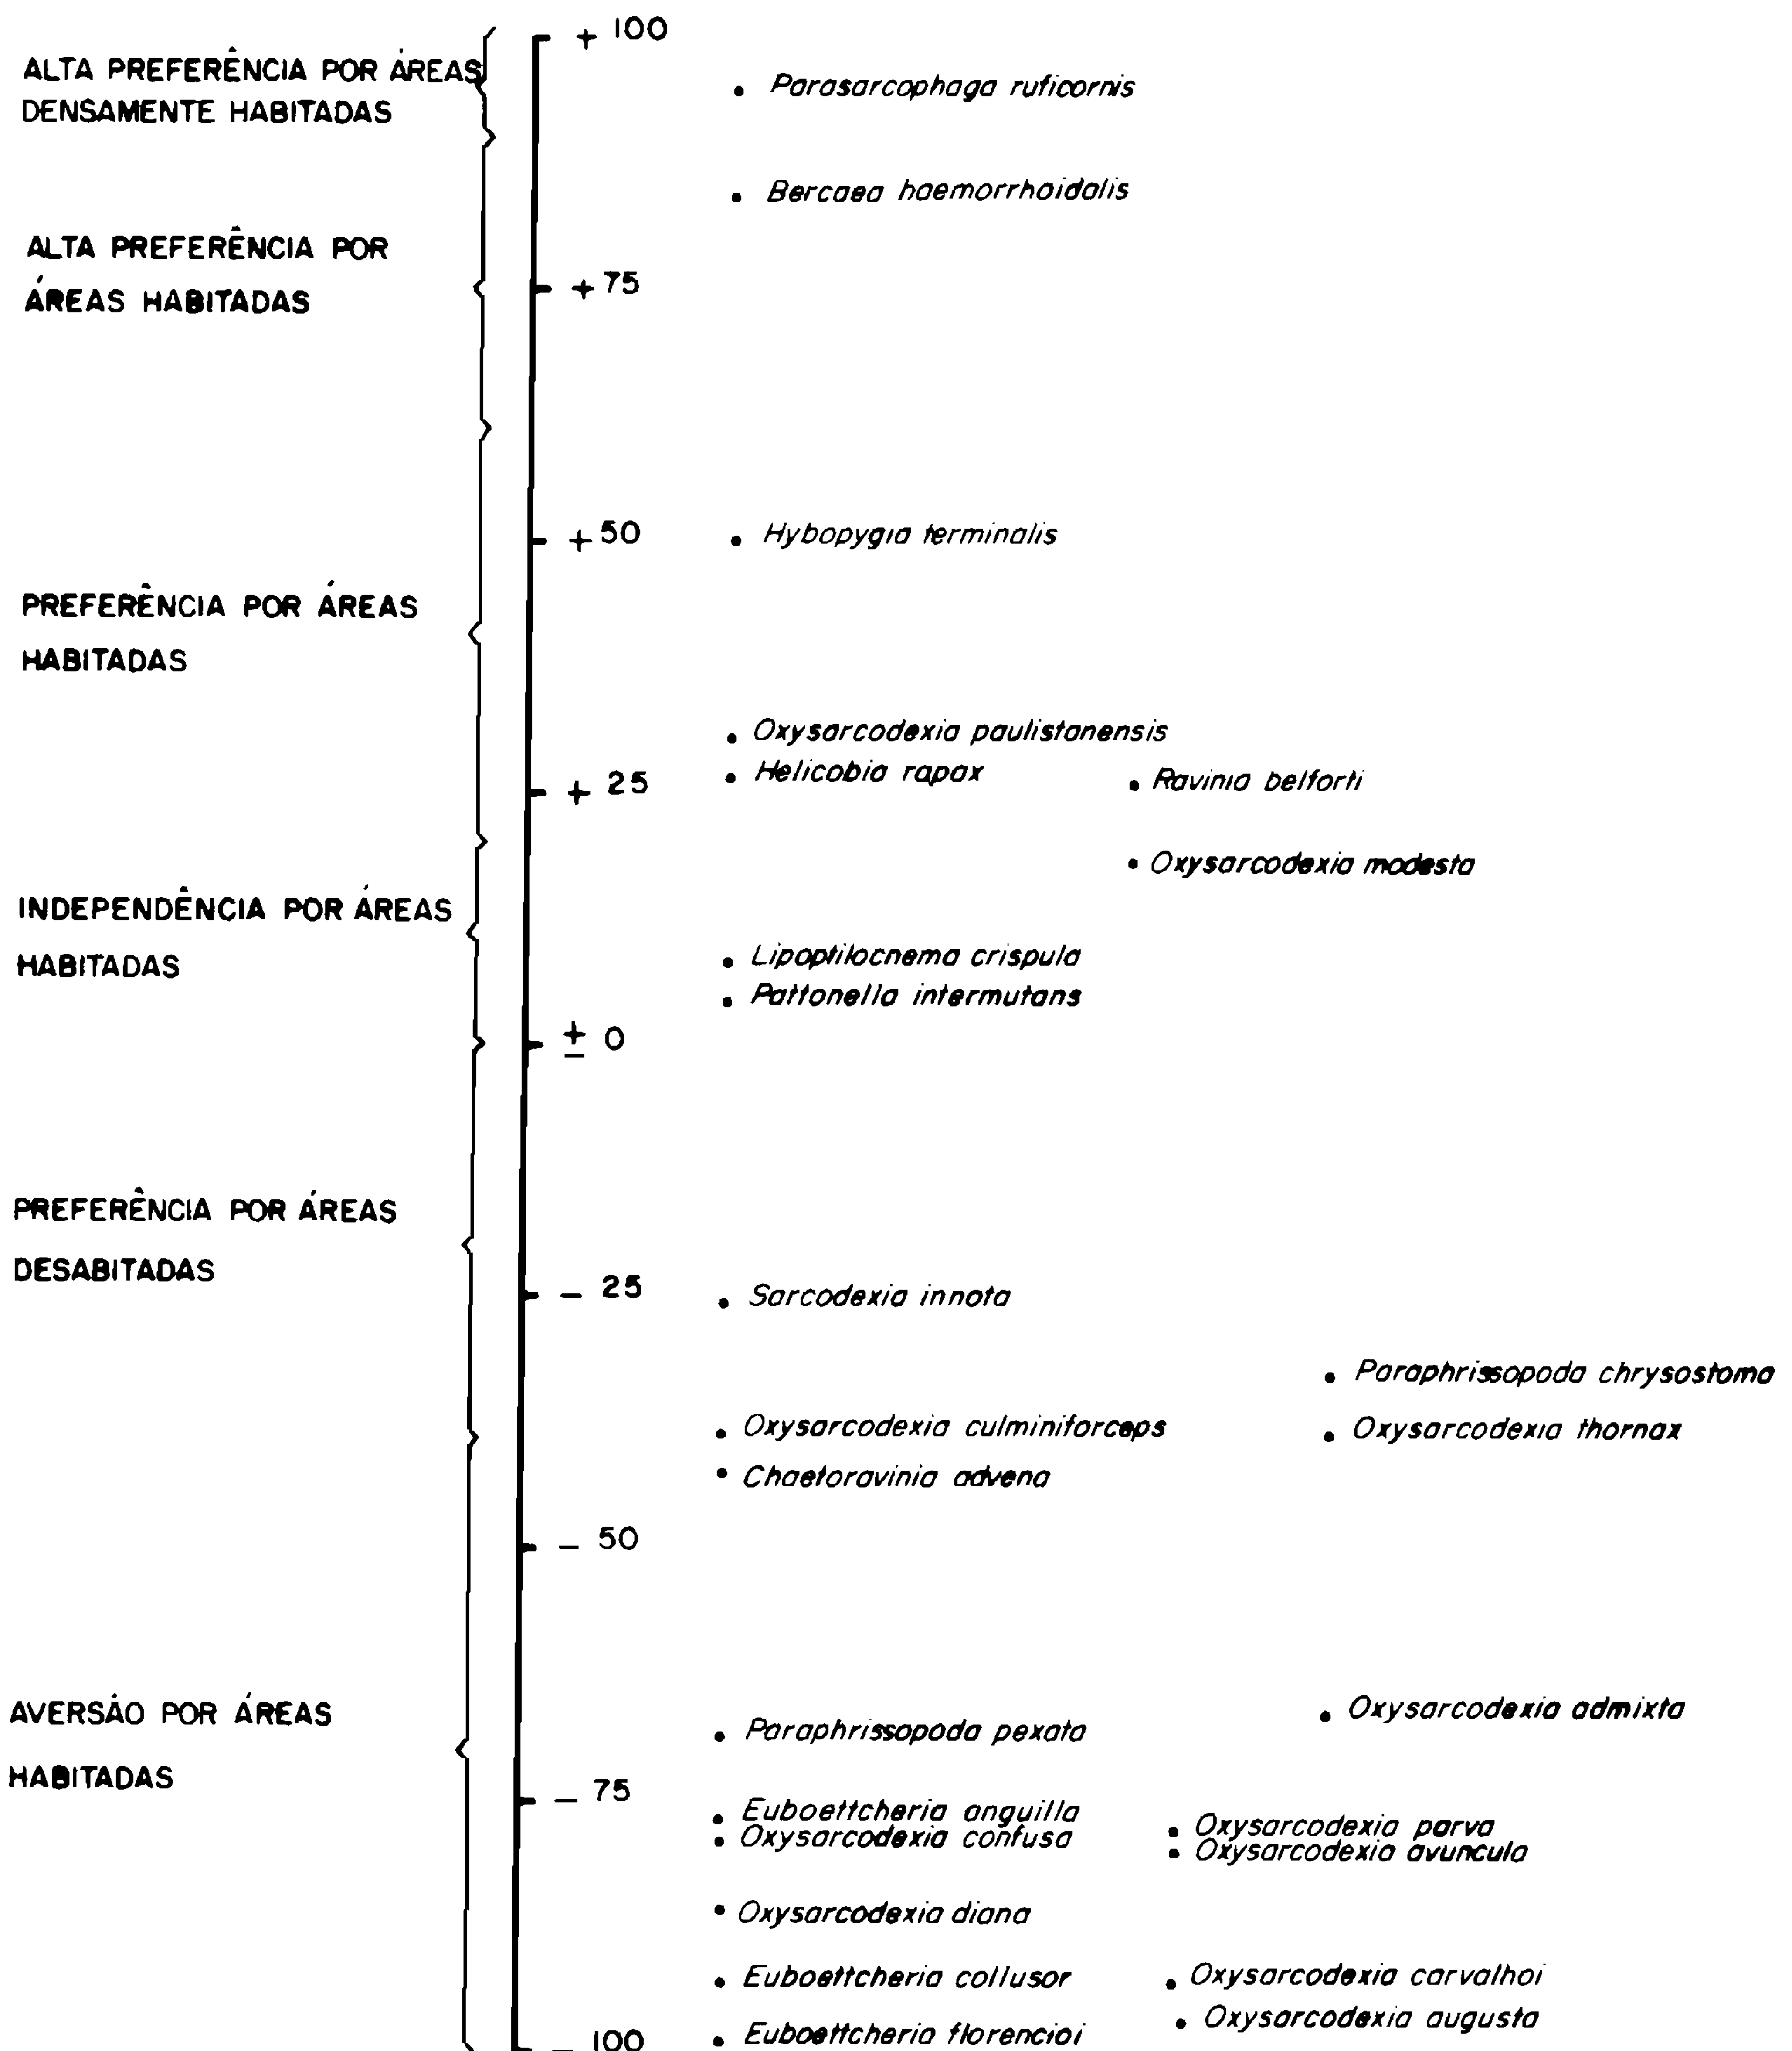 + 100
ALTA PREFERÊNCIA POR ÁREAS
DENSAMENTE HABITADAS
Parasarcophaga ruficornis
Bercaea haemorrhoidalis
ALTA PREFERÊNCIA POR
ÁREAS HABITADAS
+ 75
+ 50
Hybopygia terminalis
PREFERÊNCIA POR ÁREAS
HABITADAS
Oxysarcodexia paulistanensis
Helicobia rapax
Ravinia belforti
+ 25
Oxysarcodexia modesta
INDEPENDÊNCIA POR ÁREAS
HABITADAS
Lipoptilocnema crispula
Pattonella intermutans
± 0
PREFERÊNCIA POR ÁREAS
DESABITADAS
- 25
Sarcodexia innota
Paraphrissopoda chrysostoma
Oxysarcodexia culminiforceps
Oxysarcodexia thornax
Chaetoravinia advena
- 50
AVERSÃO POR ÁREAS
HABITADAS
Oxysarcodexia admixta
Paraphrissopoda pexata
- 75
Euboettcheria anguilla
Oxysarcodexia parva
Oxysarcodexia confusa
Oxysarcodexia avuncula
Oxysarcodexia diana
Euboettcheria collusor
Oxysarcodexia carvalhoi
Oxysarcodexia augusta
Euboettcheria florencioi
- 100